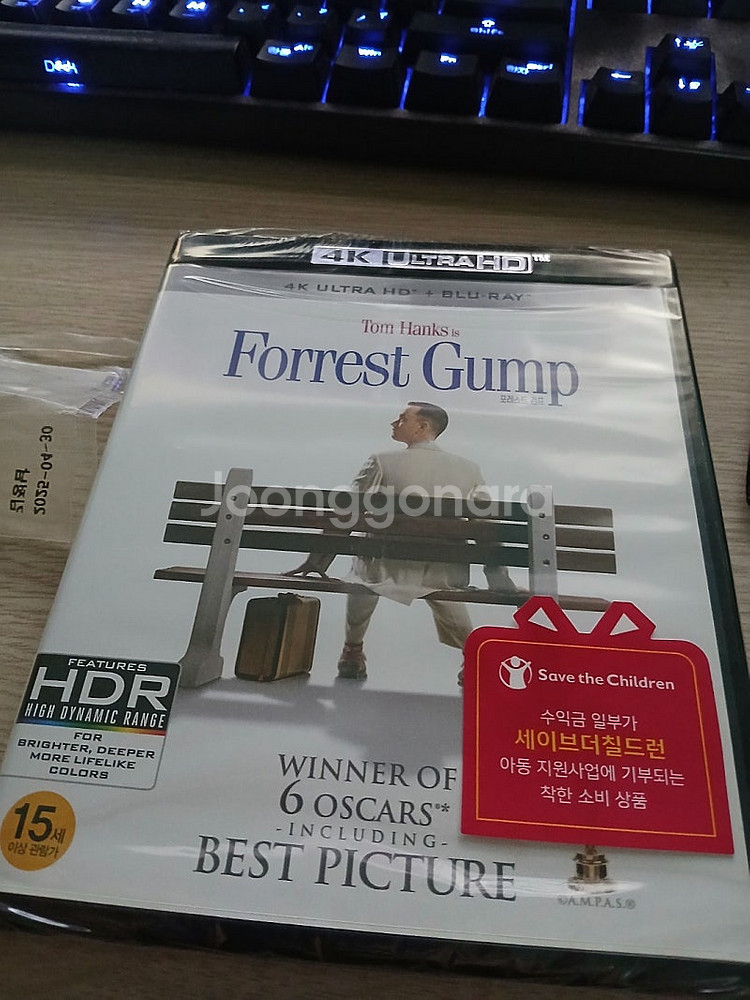 Shift
4K ULTRA HD™
4K ULTRA HD + BLU-RAY
Tom Hanks is
Forrest Gump
포레스트 검프
Joonggonara
2025-04-30
FEATURES
HDR
HIGH DYNAMIC RANGE
FOR
BRIGHTER, DEEPER
MORE LIFELIKE
COLORS
Save the Children
수익금 일부가
세이브더칠드런
아동 지원사업에 기부되는
착한 소비 상품
15세
이상 관람가
WINNER OF
6 OSCARS®*
-INCLUDING-
BEST PICTURE
©A.M.P.A.S.®